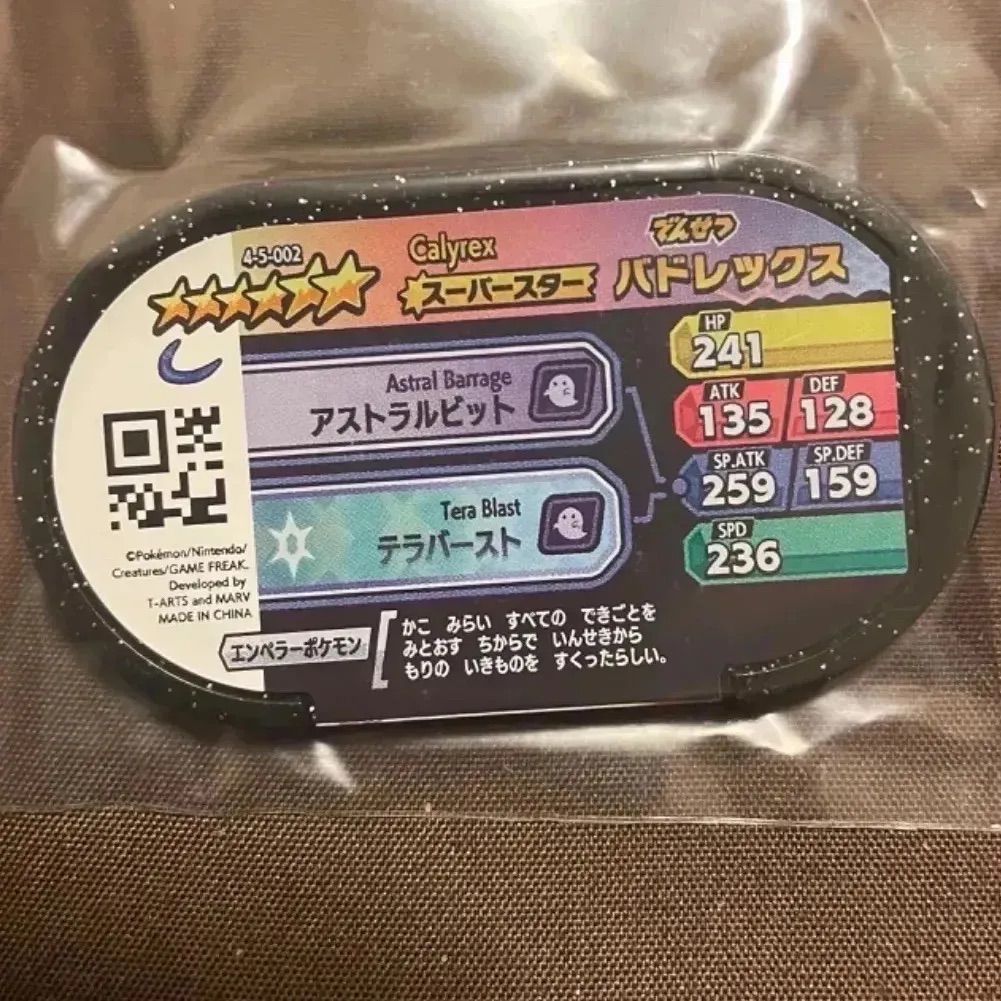 4-5-002
Calyrex
でんせつ
スーパースター
バドレックス
HP
241
ATK
135
DEF
128
SP.ATK
259
SP.DEF
159
SPD
236
Astral Barrage
アストラルビット
Tera Blast
テラバースト
©Pokémon/Nintendo/
Creatures/GAME FREAK.
Developed by
T-ARTS and MARV
MADE IN CHINA
エンペラーポケモン
かこ みらい すべての できごとを
みとおす ちからで いんせきから
もりの いきものを すくったらしい。